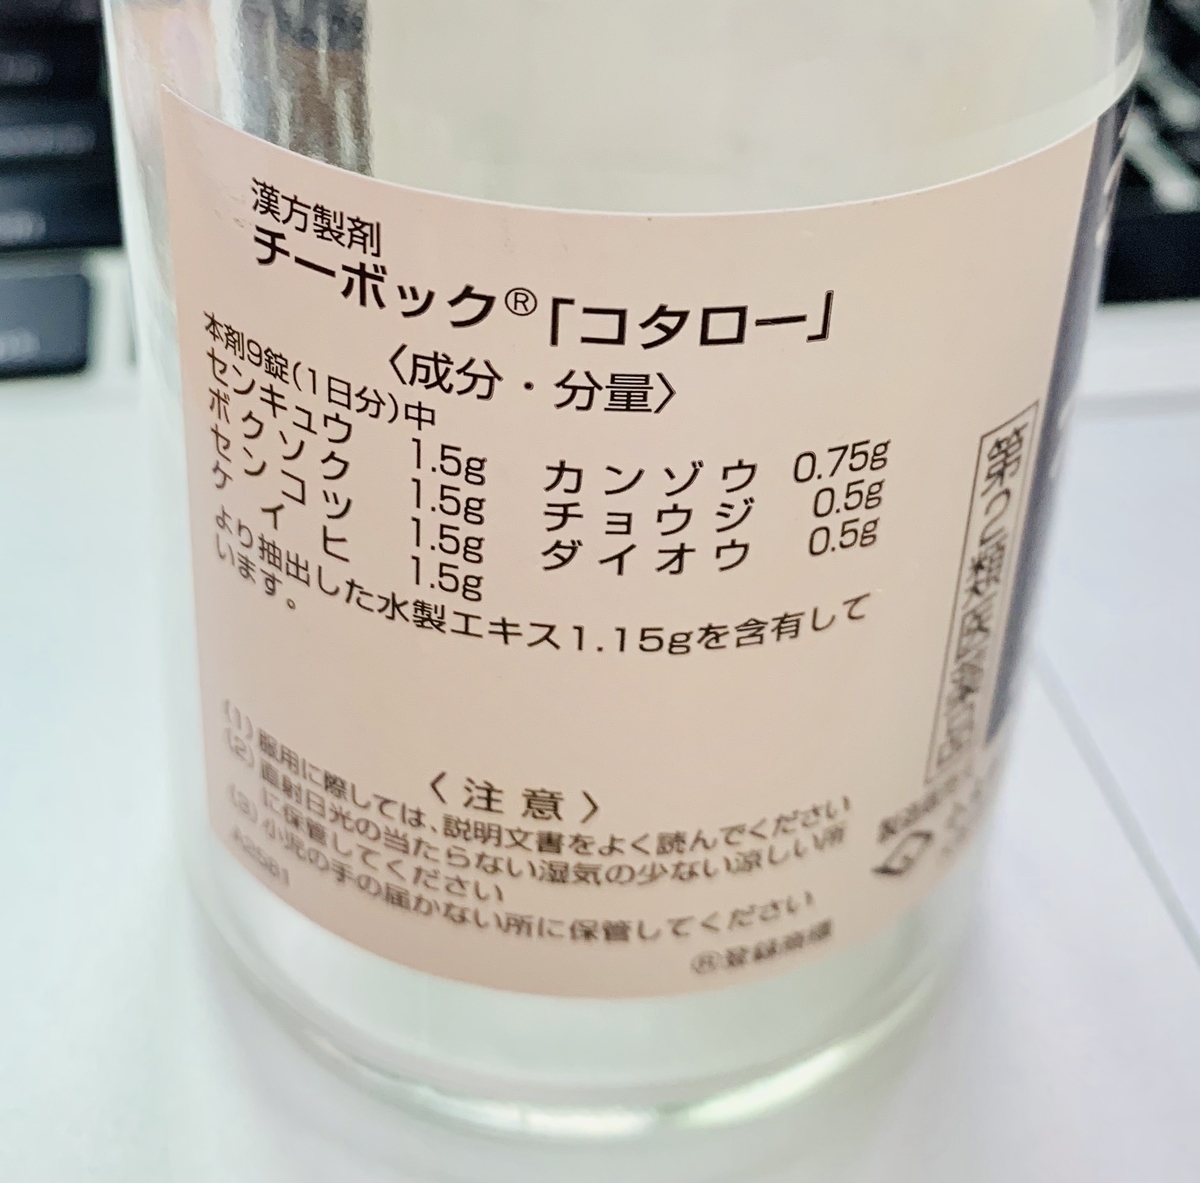 漢方製剤
チーボック®「コタロー」
〈成分・分量〉
本剤9錠(1日分)中
センキュウ 1.5g カンゾウ 0.75g
ボクソク 1.5g チョウジ 0.5g
センコツ 1.5g ダイオウ 0.5g
ケイヒ 1.5g
より抽出した水製エキス1.15gを含有して
います。
〈注意〉
(1)服用に際しては、説明文書をよく読んでください
(2)直射日光の当たらない湿気の少ない涼しい所
に保管してください
(3)小児の手の届かない所に保管してください
A2581
®登録商標
第②類医薬品